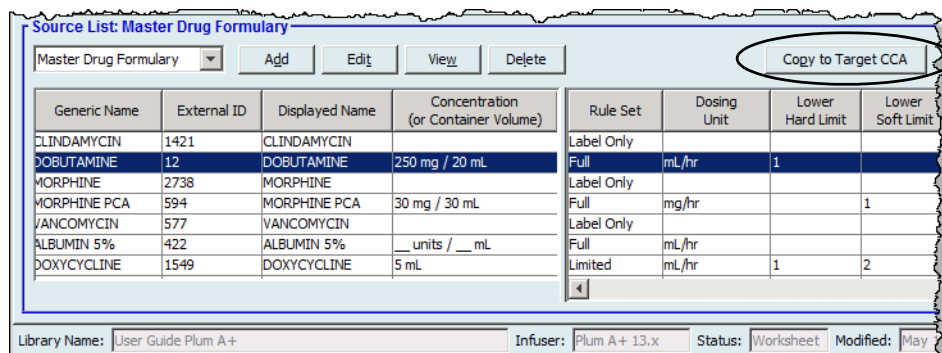 Source List: Master Drug Formulary
Master Drug Formulary Add Edit View Delete Copy to Target CCA
Generic Name External ID Displayed Name Concentration (or Container Volume) Rule Set Dosing Unit Lower Hard Limit Lower Soft Limit
CLINDAMYCIN 1421 CLINDAMYCIN Label Only
DOBUTAMINE 12 DOBUTAMINE 250 mg / 20 mL Full mL/hr 1
MORPHINE 2738 MORPHINE Label Only
MORPHINE PCA 594 MORPHINE PCA 30 mg / 30 mL Full mg/hr 1
VANCOMYCIN 577 VANCOMYCIN Label Only
ALBUMIN 5% 422 ALBUMIN 5% __ units / __ mL Full mL/hr
DOXYCYCLINE 1549 DOXYCYCLINE 5 mL Limited mL/hr 1 2
Library Name: User Guide Plum A+ Infuser: Plum A+ 13.x Status: Worksheet Modified: May